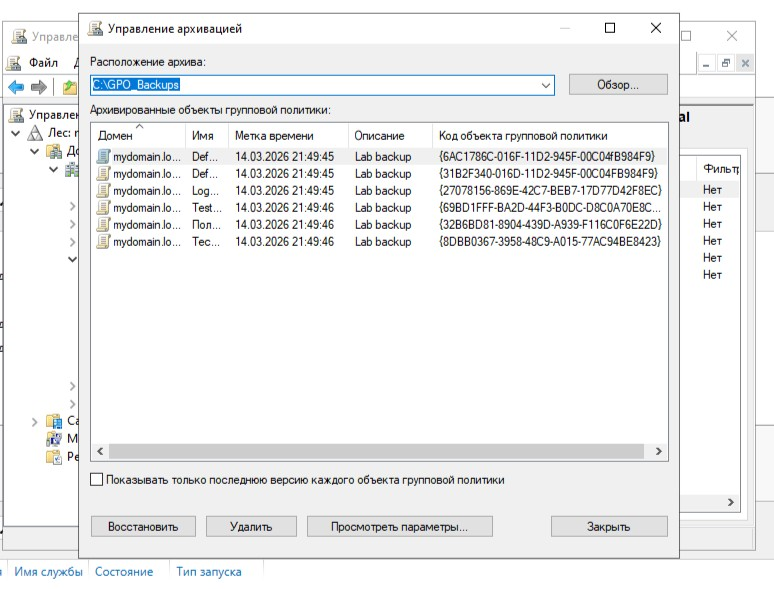 Управление архивацией
Управле
Файл
Расположение архива:
C:\GPO_Backups
Обзор...
Архивированные объекты групповой политики:
Управлен
al
Лес:
Домен Имя Метка времени Описание Код объекта групповой политики
Фильтр
mydomain.lo... Def... 14.03.2026 21:49:45 Lab backup {6AC1786C-016F-11D2-945F-00C04fB984F9}
mydomain.lo... Def... 14.03.2026 21:49:45 Lab backup {31B2F340-016D-11D2-945F-00C04FB984F9}
mydomain.lo... Log... 14.03.2026 21:49:45 Lab backup {27078156-869E-42C7-BEB7-17D77D42F8EC}
mydomain.lo... Test... 14.03.2026 21:49:46 Lab backup {69BD1FFF-BA2D-44F3-B0DC-D8C0A70E8C...
mydomain.lo... Пол... 14.03.2026 21:49:46 Lab backup {32B6BD81-8904-439D-A939-F116C0F6E22D}
mydomain.lo... Тес... 14.03.2026 21:49:46 Lab backup {8DBB0367-3958-48C9-A015-77AC94BE8423}
Нет
Нет
Нет
Нет
Нет
Нет
Показывать только последнюю версию каждого объекта групповой политики
Восстановить
Удалить
Просмотреть параметры...
Закрыть
Имя службы Состояние Тип запуска